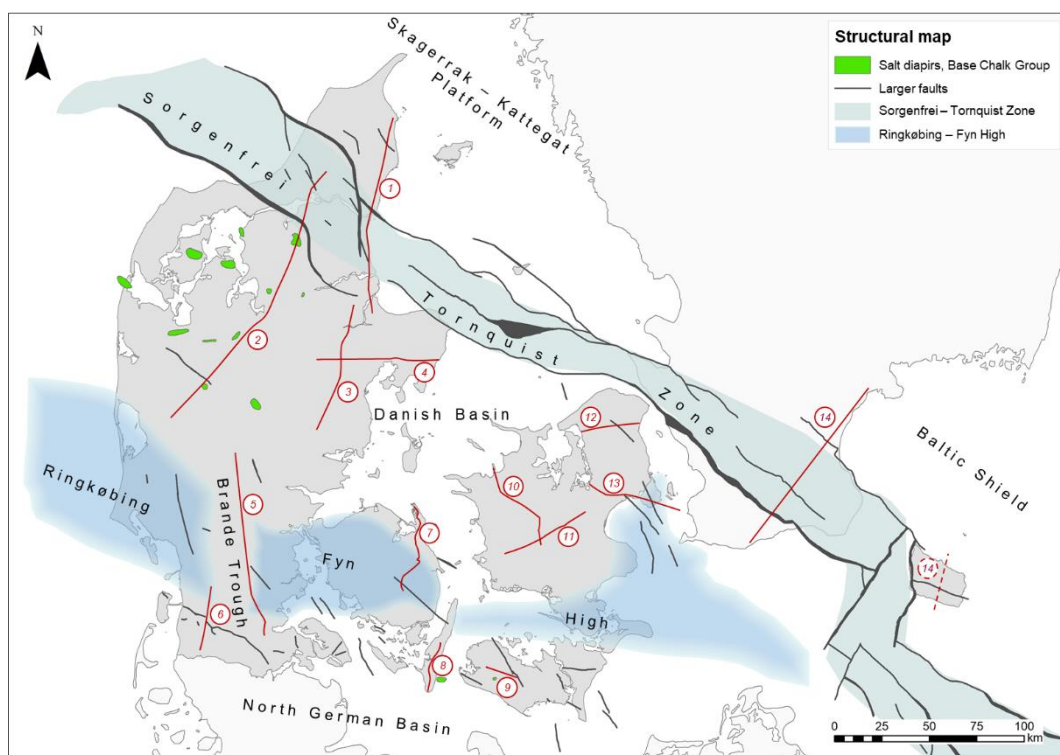 N
Skagerrak – Kattegat
Platform
Structural map
Salt diapirs, Base Chalk Group
Larger faults
Sorgenfrei – Tornquist Zone
Ringkøbing – Fyn High
Sorgenfrei
1
2
Tornquist
3
4
Zone
14
Danish Basin
12
Baltic Shield
Ringkøbing
Brande Trough
5
10
13
11
7
Fyn
14
6
High
8
9
North German Basin
0
25
50
75
100
km